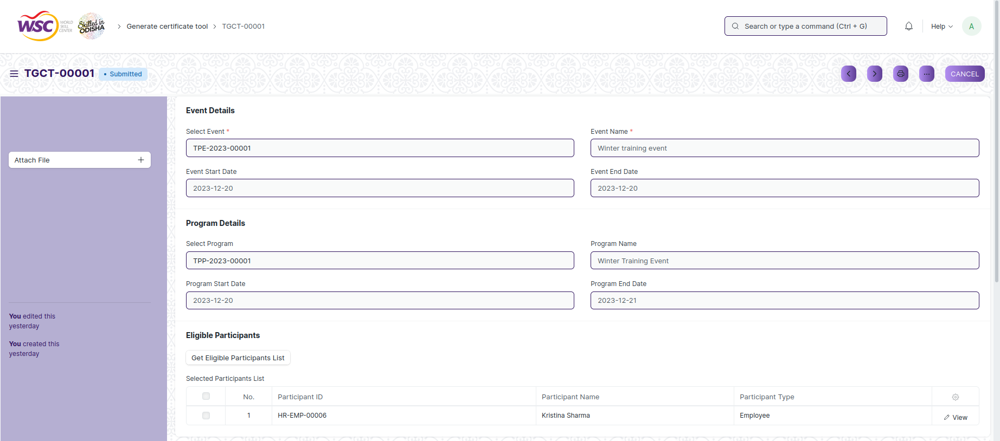 WSC WORLD SKILL CENTER
Skilled in ODISHA
Generate certificate tool
TGCT-00001
Search or type a command (Ctrl + G)
Help
A
TGCT-00001
Submitted
CANCEL
Attach File
You edited this
yesterday
You created this
yesterday
Event Details
Select Event *
Event Name *
TPE-2023-00001
Winter training event
Event Start Date
Event End Date
2023-12-20
2023-12-20
Program Details
Select Program
Program Name
TPP-2023-00001
Winter Training Event
Program Start Date
Program End Date
2023-12-20
2023-12-21
Eligible Participants
Get Eligible Participants List
Selected Participants List
No. Participant ID Participant Name Participant Type
1 HR-EMP-00006 Kristina Sharma Employee View